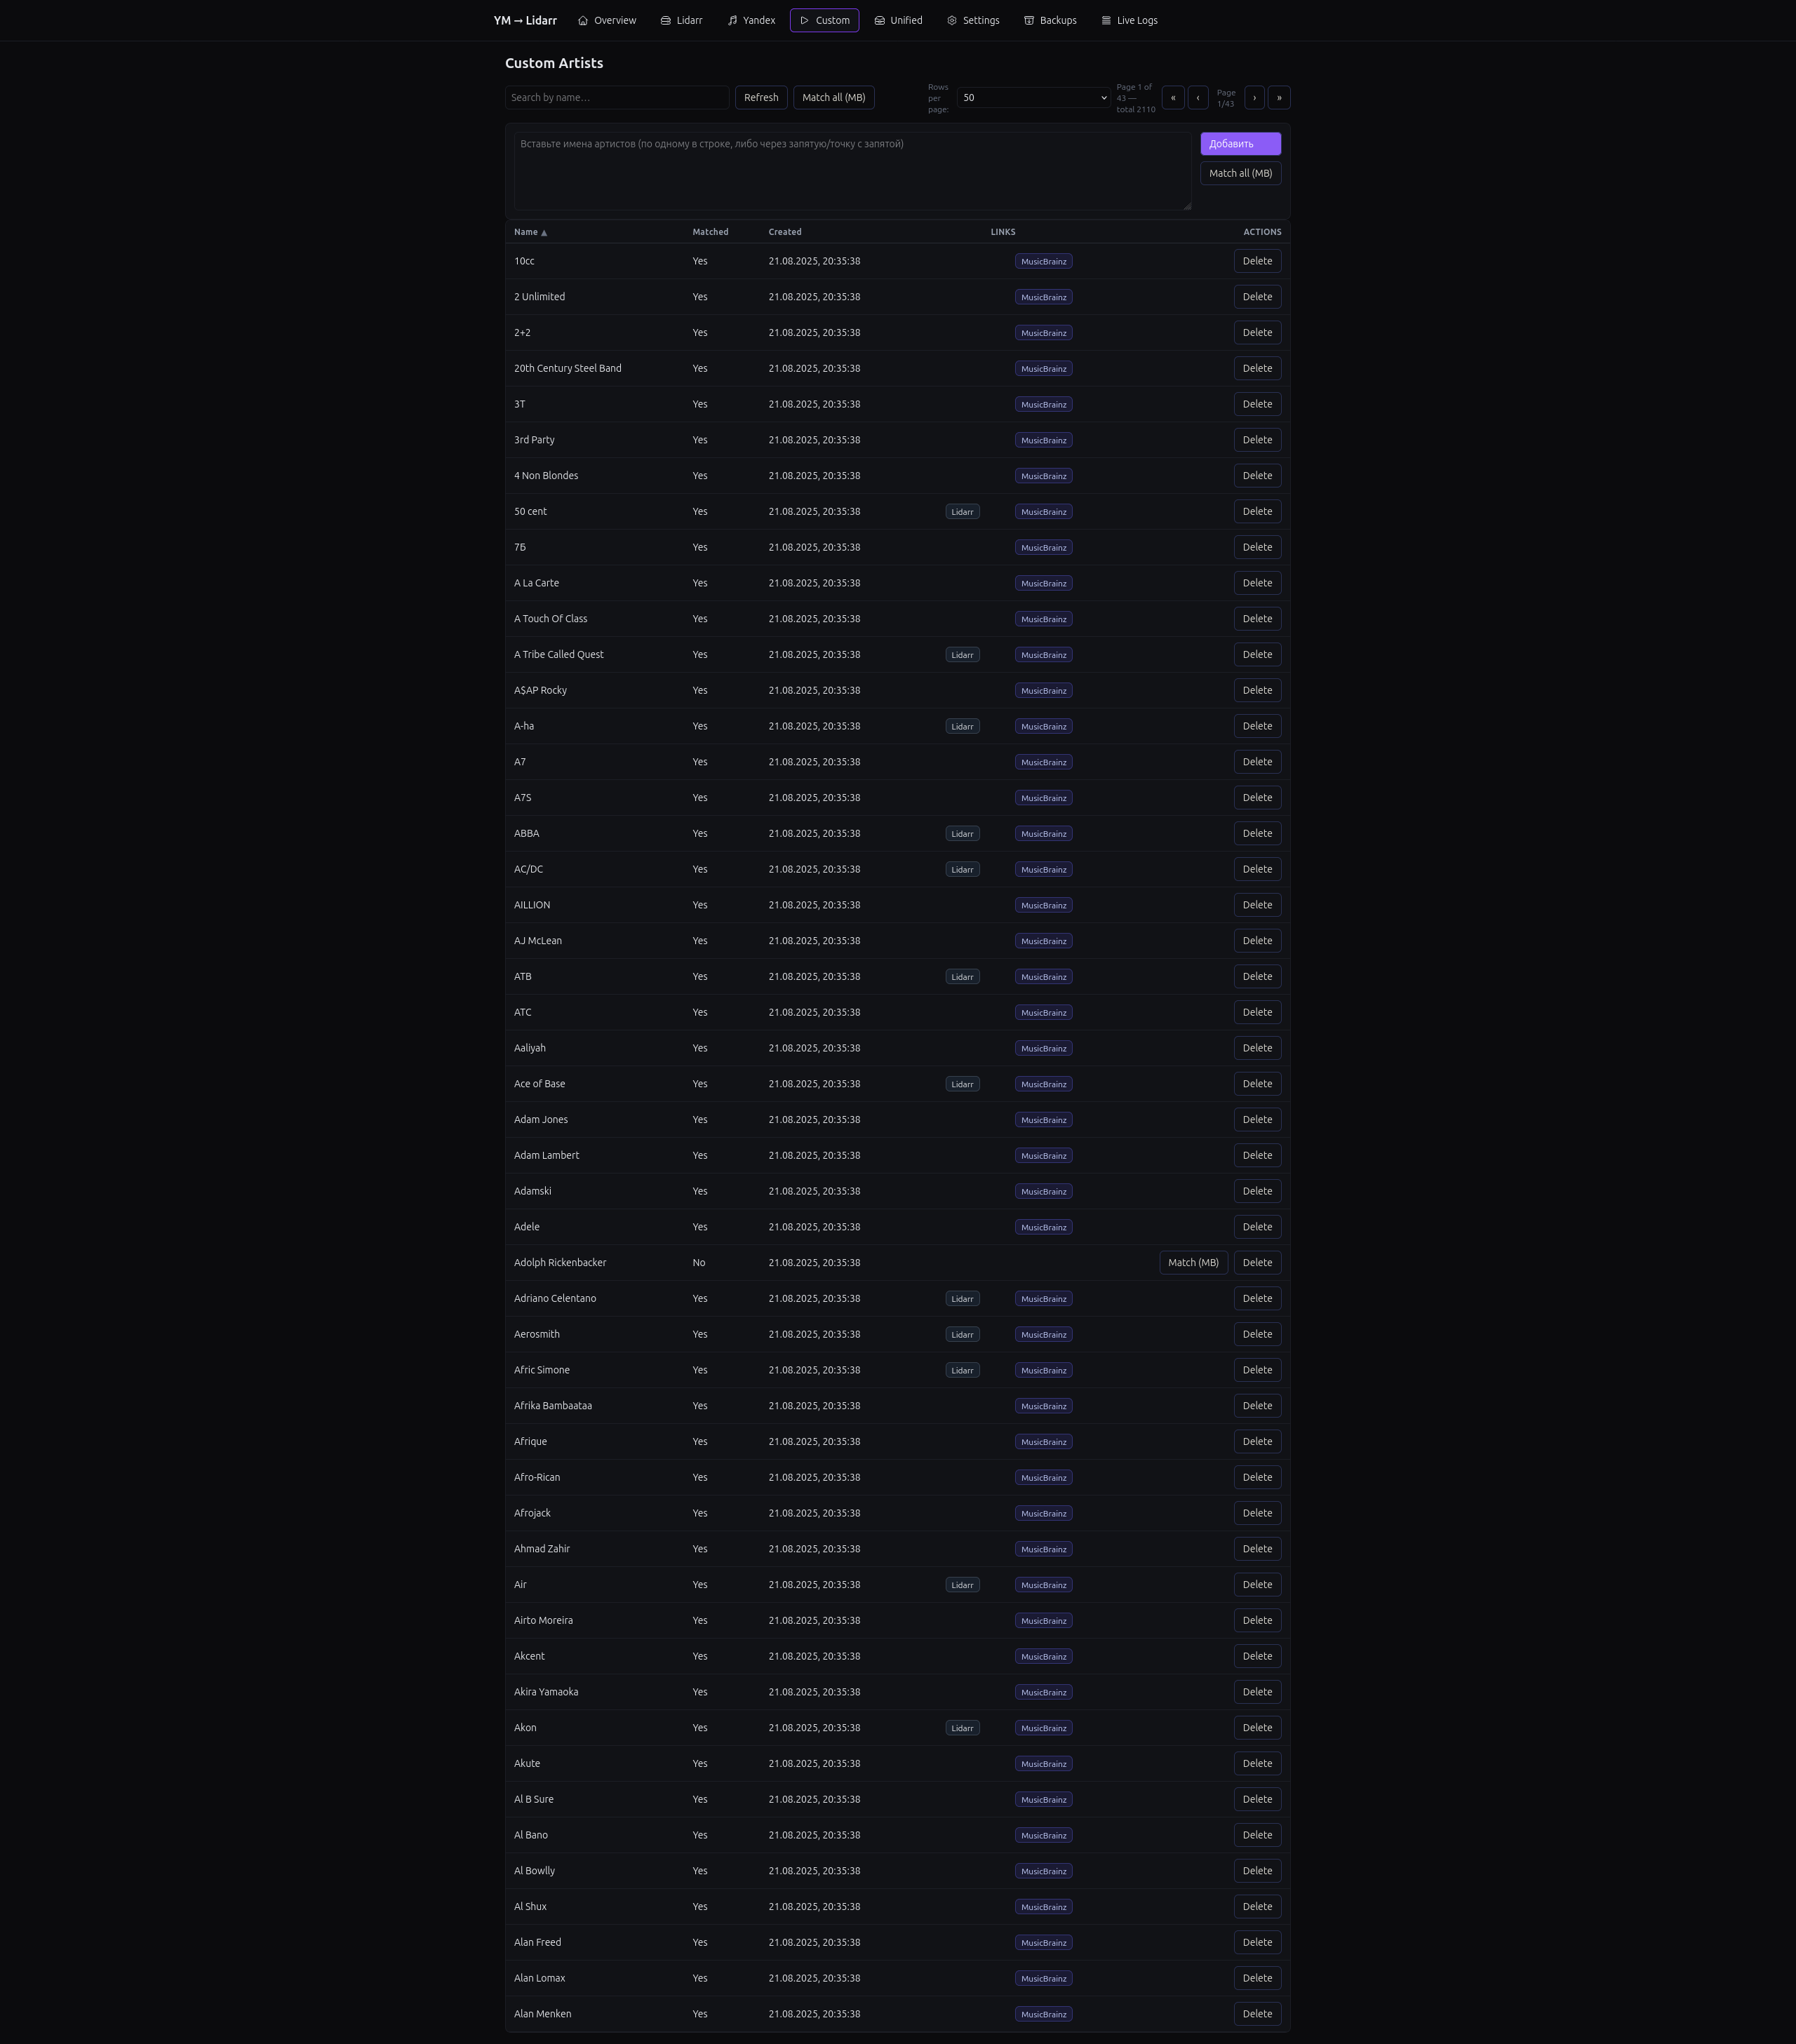 YM → Lidarr Overview Lidarr Yandex Custom Unified Settings Backups Live Logs
Custom Artists
Search by name… Refresh Match all (MB) Rows per page: 50 Page 1 of 43 — total 2110 « ‹ Page 1/43 › »
Вставьте имена артистов (по одному в строке, либо через запятую/точку с запятой) Добавить
Match all (MB)
Name ▲ Matched Created LINKS ACTIONS
10cc Yes 21.08.2025, 20:35:38 MusicBrainz Delete
2 Unlimited Yes 21.08.2025, 20:35:38 MusicBrainz Delete
2+2 Yes 21.08.2025, 20:35:38 MusicBrainz Delete
20th Century Steel Band Yes 21.08.2025, 20:35:38 MusicBrainz Delete
3T Yes 21.08.2025, 20:35:38 MusicBrainz Delete
3rd Party Yes 21.08.2025, 20:35:38 MusicBrainz Delete
4 Non Blondes Yes 21.08.2025, 20:35:38 MusicBrainz Delete
50 cent Yes 21.08.2025, 20:35:38 Lidarr MusicBrainz Delete
7Б Yes 21.08.2025, 20:35:38 MusicBrainz Delete
A La Carte Yes 21.08.2025, 20:35:38 MusicBrainz Delete
A Touch Of Class Yes 21.08.2025, 20:35:38 MusicBrainz Delete
A Tribe Called Quest Yes 21.08.2025, 20:35:38 Lidarr MusicBrainz Delete
A$AP Rocky Yes 21.08.2025, 20:35:38 MusicBrainz Delete
A-ha Yes 21.08.2025, 20:35:38 Lidarr MusicBrainz Delete
A7 Yes 21.08.2025, 20:35:38 MusicBrainz Delete
A7S Yes 21.08.2025, 20:35:38 MusicBrainz Delete
ABBA Yes 21.08.2025, 20:35:38 Lidarr MusicBrainz Delete
AC/DC Yes 21.08.2025, 20:35:38 Lidarr MusicBrainz Delete
AILLION Yes 21.08.2025, 20:35:38 MusicBrainz Delete
AJ McLean Yes 21.08.2025, 20:35:38 MusicBrainz Delete
ATB Yes 21.08.2025, 20:35:38 Lidarr MusicBrainz Delete
ATC Yes 21.08.2025, 20:35:38 MusicBrainz Delete
Aaliyah Yes 21.08.2025, 20:35:38 MusicBrainz Delete
Ace of Base Yes 21.08.2025, 20:35:38 Lidarr MusicBrainz Delete
Adam Jones Yes 21.08.2025, 20:35:38 MusicBrainz Delete
Adam Lambert Yes 21.08.2025, 20:35:38 MusicBrainz Delete
Adamski Yes 21.08.2025, 20:35:38 MusicBrainz Delete
Adele Yes 21.08.2025, 20:35:38 MusicBrainz Delete
Adolph Rickenbacker No 21.08.2025, 20:35:38 Match (MB) Delete
Adriano Celentano Yes 21.08.2025, 20:35:38 Lidarr MusicBrainz Delete
Aerosmith Yes 21.08.2025, 20:35:38 Lidarr MusicBrainz Delete
Afric Simone Yes 21.08.2025, 20:35:38 Lidarr MusicBrainz Delete
Afrika Bambaataa Yes 21.08.2025, 20:35:38 MusicBrainz Delete
Afrique Yes 21.08.2025, 20:35:38 MusicBrainz Delete
Afro-Rican Yes 21.08.2025, 20:35:38 MusicBrainz Delete
Afrojack Yes 21.08.2025, 20:35:38 MusicBrainz Delete
Ahmad Zahir Yes 21.08.2025, 20:35:38 MusicBrainz Delete
Air Yes 21.08.2025, 20:35:38 Lidarr MusicBrainz Delete
Airto Moreira Yes 21.08.2025, 20:35:38 MusicBrainz Delete
Akcent Yes 21.08.2025, 20:35:38 MusicBrainz Delete
Akira Yamaoka Yes 21.08.2025, 20:35:38 MusicBrainz Delete
Akon Yes 21.08.2025, 20:35:38 Lidarr MusicBrainz Delete
Akute Yes 21.08.2025, 20:35:38 MusicBrainz Delete
Al B Sure Yes 21.08.2025, 20:35:38 MusicBrainz Delete
Al Bano Yes 21.08.2025, 20:35:38 MusicBrainz Delete
Al Bowlly Yes 21.08.2025, 20:35:38 MusicBrainz Delete
Al Shux Yes 21.08.2025, 20:35:38 MusicBrainz Delete
Alan Freed Yes 21.08.2025, 20:35:38 MusicBrainz Delete
Alan Lomax Yes 21.08.2025, 20:35:38 MusicBrainz Delete
Alan Menken Yes 21.08.2025, 20:35:38 MusicBrainz Delete